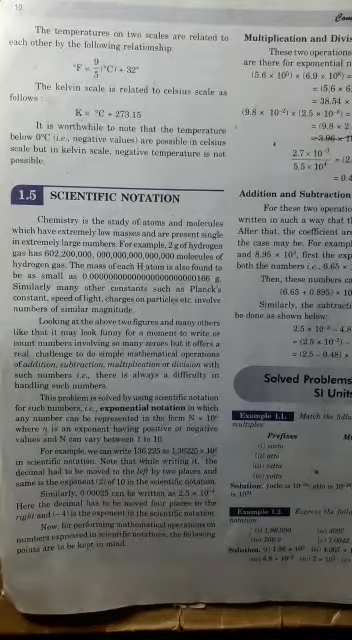 10
The temperatures on two scales are related to
each other by the following relationship:
°F = 9/5 (°C) + 32°
The kelvin scale is related to celsius scale as
follows :
K = °C + 273.15
It is worthwhile to note that the temperature
below 0°C (i.e., negative values) are possible in celsius
scale but in kelvin scale, negative temperature is not
possible.
1.5 SCIENTIFIC NOTATION
Chemistry is the study of atoms and molecules
which have extremely low masses and are present single
in extremely large numbers. For example, 2 g of hydrogen
gas has 602,200,000, 000,000,000,000,000 molecules of
hydrogen gas. The mass of each H atom is also found to
be as small as 0.00000000000000000000000166 g.
Similarly many other constants such as Planck's
constant, speed of light, charges on particles etc. involve
numbers of similar magnitude.
Looking at the above two figures and many others
like that it may look funny for a moment to write or
count numbers involving so many zeros but it offers a
real challenge to do simple mathematical operations
of addition, subtraction, multiplication or division with
such numbers i.e., there is always a difficulty in
handling such numbers.
This problem is solved by using scientific notation
for such numbers, i.e., exponential notation in which
any number can be represented in the form N × 10ⁿ
where n is an exponent having positive or negative
values and N can vary between 1 to 10.
For example, we can write 136.225 as 1.36225 × 10²
in scientific notation. Note that while writing it, the
decimal had to be moved to the left by two places and
same is the exponent (2) of 10 in the scientific notation.
Similarly, 0.00025 can be written as 2.5 × 10⁻⁴.
Here the decimal has to be moved four places to the
right and (–4) is the exponent in the scientific notation.
Now, for performing mathematical operations on
numbers expressed in scientific notations, the following
points are to be kept in mind.
Com
Multiplication and Divis
These two operations
are there for exponential n
(5.6 × 10⁵) × (6.9 × 10⁸) =
= (5.6 × 6.
= 38.54 ×
(9.8 × 10⁻²) × (2.5 × 10⁻⁶) =
= (9.8 × 2.
2.7 × 10⁻³ / 5.5 × 10⁴ = (2.
= 0.4
Addition and Subtraction
For these two operatio
written in such a way that t
After that, the coefficient are
the case may be. For exampl
and 8.95 × 10³, first the exp
both the numbers i.e., 6.65 ×
Then, these numbers ca
(6.65 + 0.895) × 10
Similarly, the subtracti
be done as shown below:
2.5 × 10⁻² – 4.8
= (2.5 × 10⁻²) –
= (2.5 – 0.48) ×
Solved Problems
SI Units
Example 1.1. Match the follo
multiples
Prefixes
(ii) atto
Example 1.2. Express the follo
notation